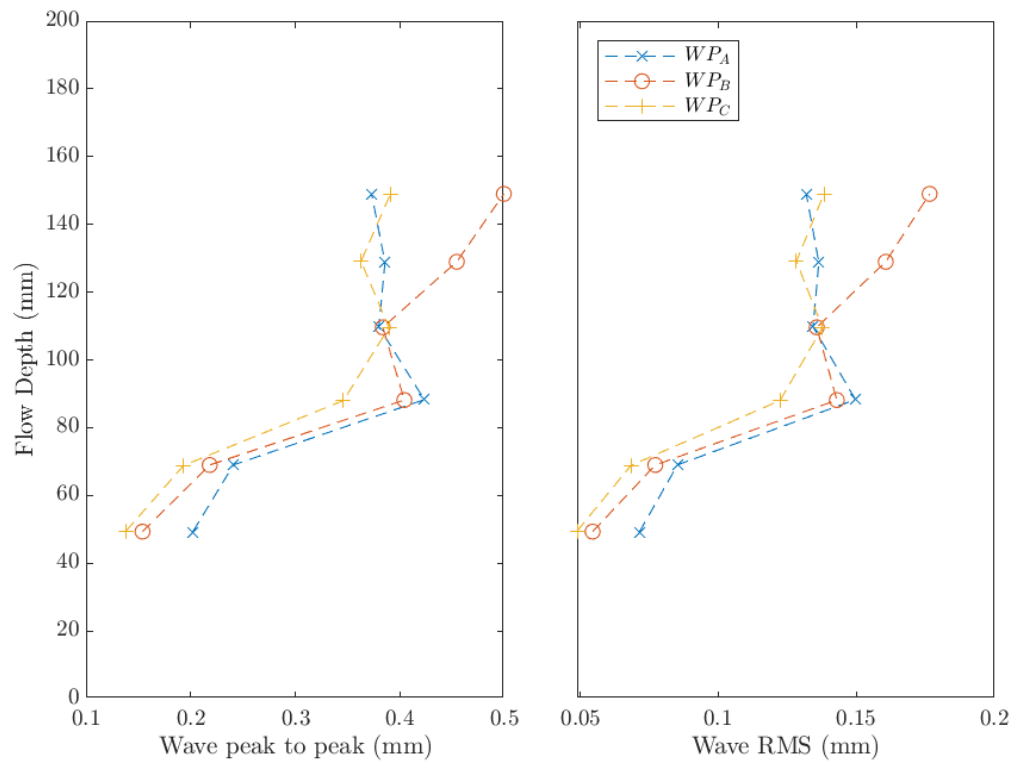 200
180
160
140
120
100
80
60
40
20
0
Flow Depth (mm)
0.1 0.2 0.3 0.4 0.5
Wave peak to peak (mm)
WP_A
WP_B
WP_C
0.05 0.1 0.15 0.2
Wave RMS (mm)